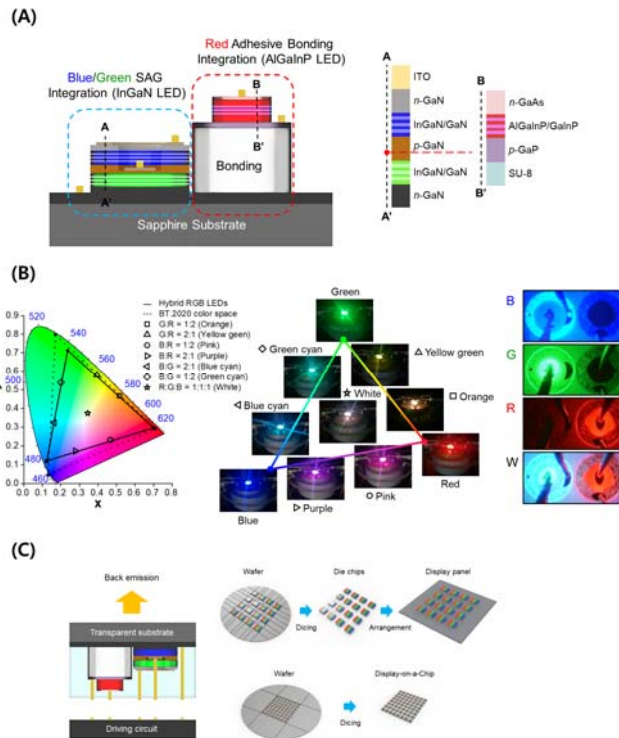 (A)
Blue/Green SAG
Integration (InGaN LED)
Red Adhesive Bonding
Integration (AlGaInP LED)
A
A'
B
B'
Bonding
Sapphire Substrate
A
ITO
n-GaN
InGaN/GaN
p-GaN
InGaN/GaN
n-GaN
A'
B
n-GaAs
AlGaInP/GaInP
p-GaP
SU-8
B'
(B)
520
540
560
580
600
620
500
480
460
0.9
0.8
0.7
0.6
0.5
0.4
0.3
0.2
0.1
0.0
0.0 0.1 0.2 0.3 0.4 0.5 0.6 0.7 0.8
X
Hybrid RGB LEDs
BT.2020 color space
G:R = 1:2 (Orange)
G:R = 2:1 (Yellow green)
B:R = 1:2 (Pink)
B:R = 2:1 (Purple)
B:G = 2:1 (Blue cyan)
B:G = 1:2 (Green cyan)
R:G:B = 1:1:1 (White)
Green
Green cyan
Yellow green
White
Blue cyan
Orange
Blue
Purple
Pink
Red
B
G
R
W
(C)
Back emission
Transparent substrate
Driving circuit
Wafer
Die chips
Display panel
Dicing
Arrangement
Wafer
Display-on-a-Chip
Dicing